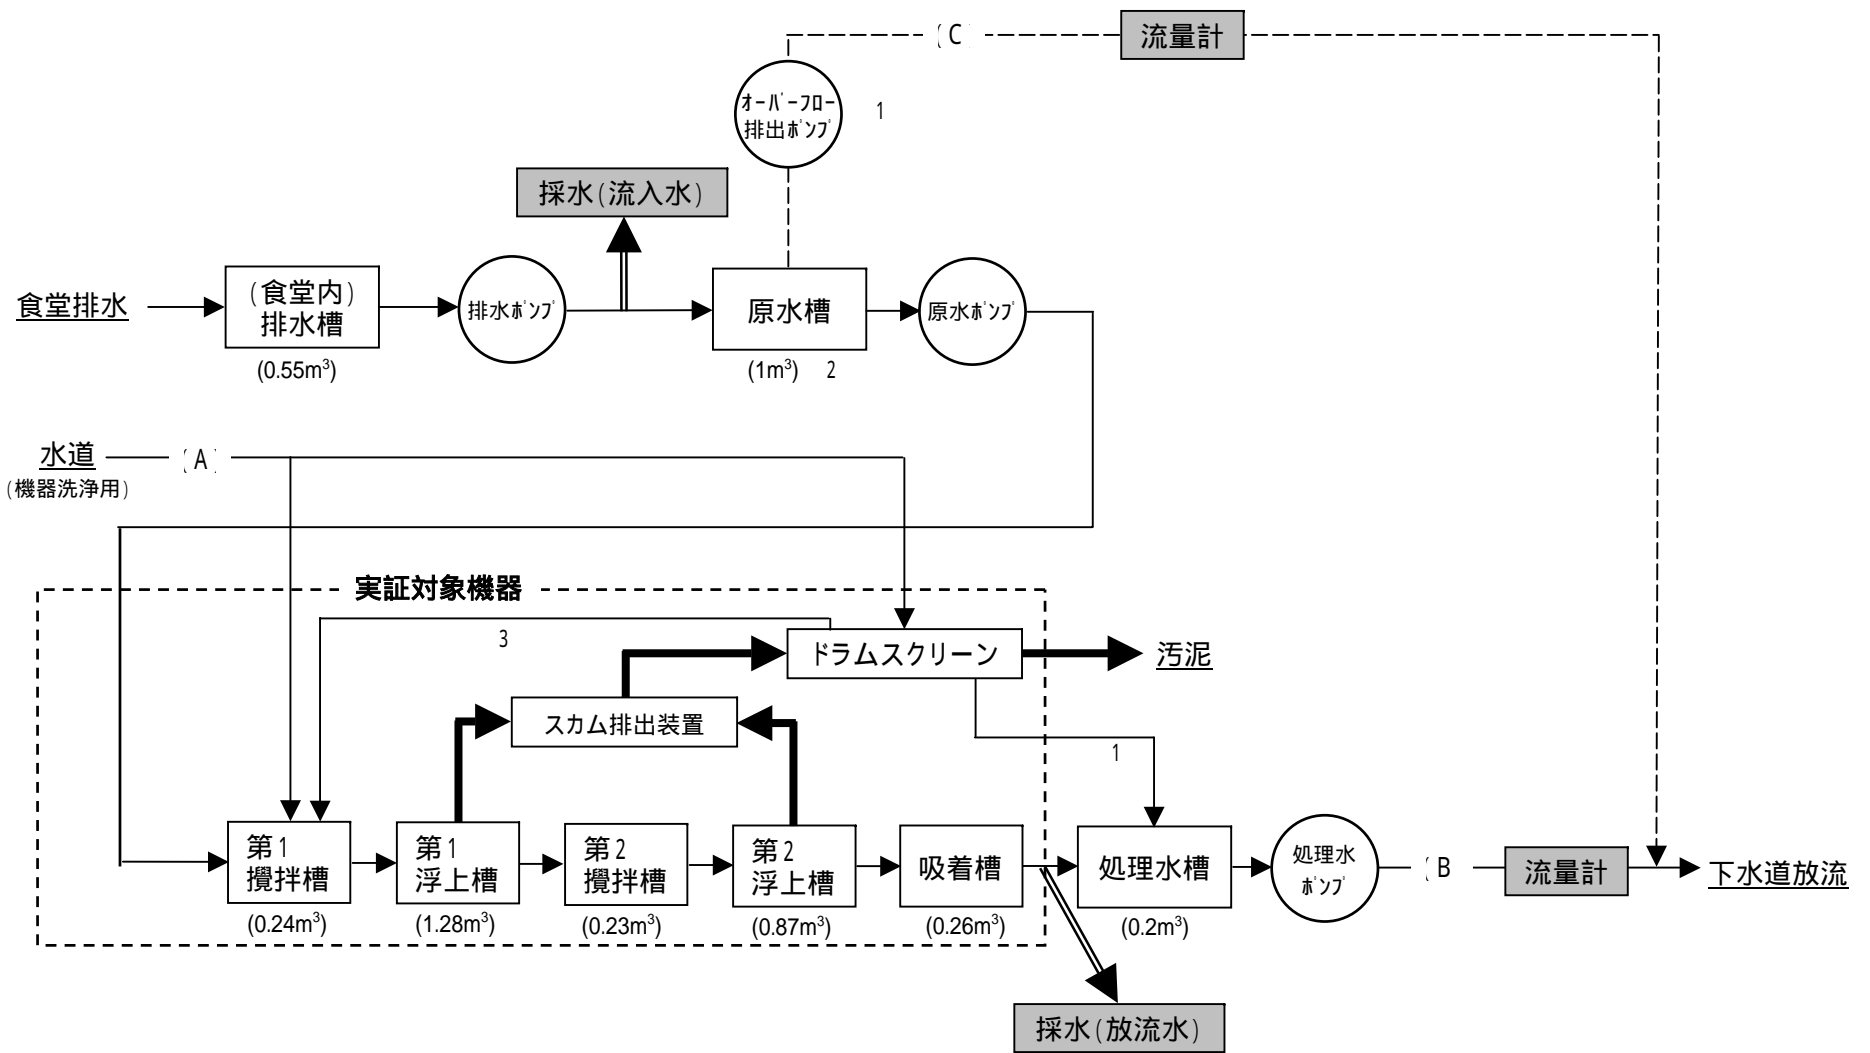 (C)
流量計
オーバーフロー
排出ポンプ
1
採水(流入水)
食堂排水
(食堂内)
排水槽
(0.55m³)
排水ポンプ
原水槽
(1m³) 2
原水ポンプ
水道
(機器洗浄用)
(A)
実証対象機器
3
ドラムスクリーン
汚泥
スカム排出装置
1
第1
攪拌槽
(0.24m³)
第1
浮上槽
(1.28m³)
第2
攪拌槽
(0.23m³)
第2
浮上槽
(0.87m³)
吸着槽
(0.26m³)
処理水槽
(0.2m³)
処理水
ポンプ
(B
流量計
下水道放流
採水(放流水)